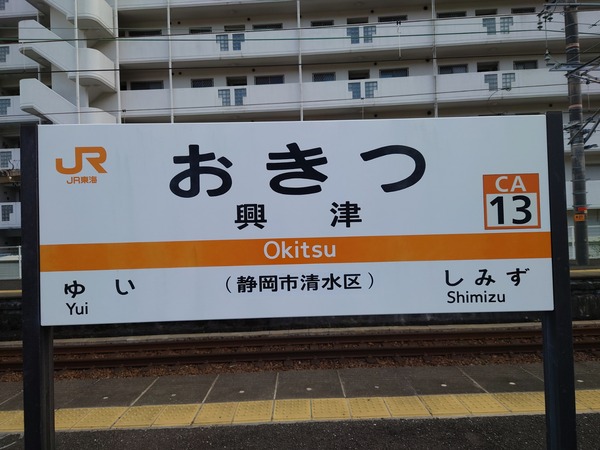 JR
JR東海
おきつ
CA
13
興津
Okitsu
ゆい
Yui
(静岡市清水区)
しみず
Shimizu